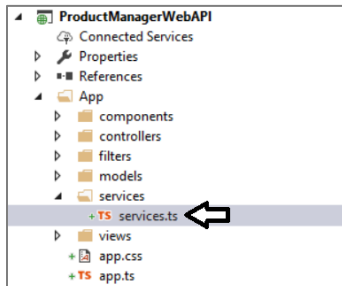 ProductManagerWebAPI
Connected Services
Properties
References
App
components
controllers
filters
models
services
+ TS services.ts
views
+ app.css
+ TS app.ts